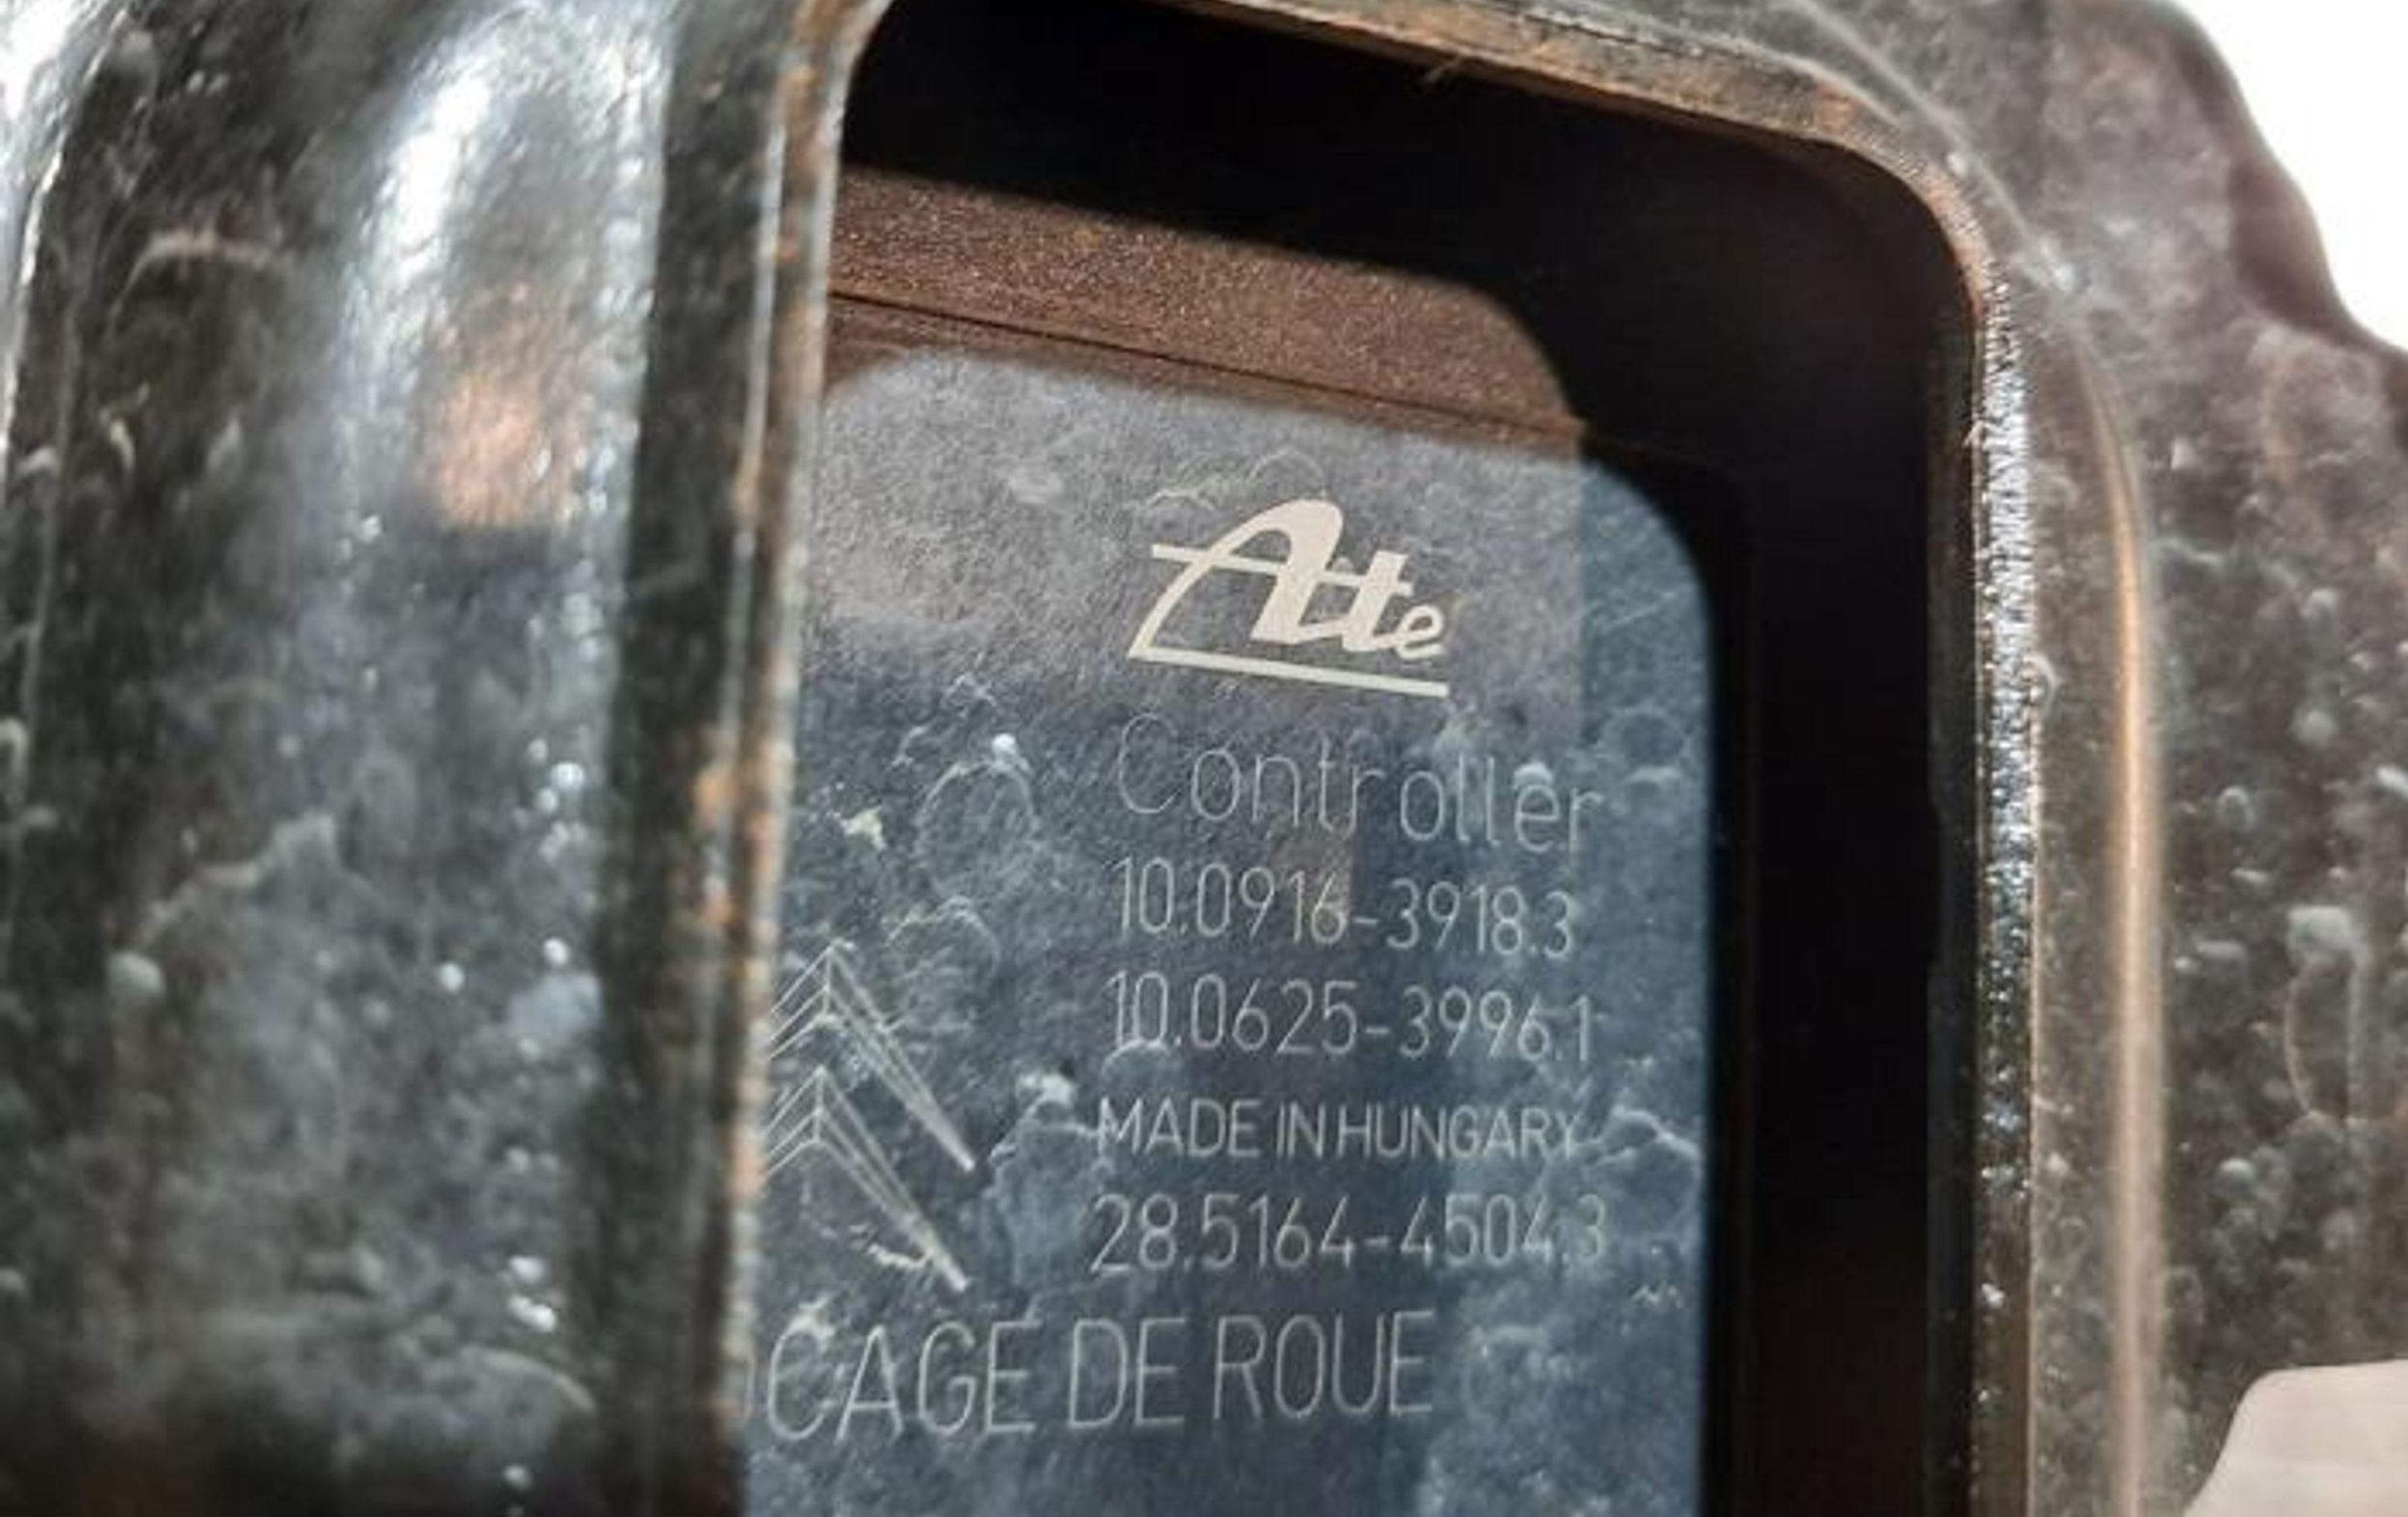 Ate
Controller
10.0916-3918.3
10.0625-3996.1
MADE IN HUNGARY
28.5164-4504.3
CAGE DE ROUE